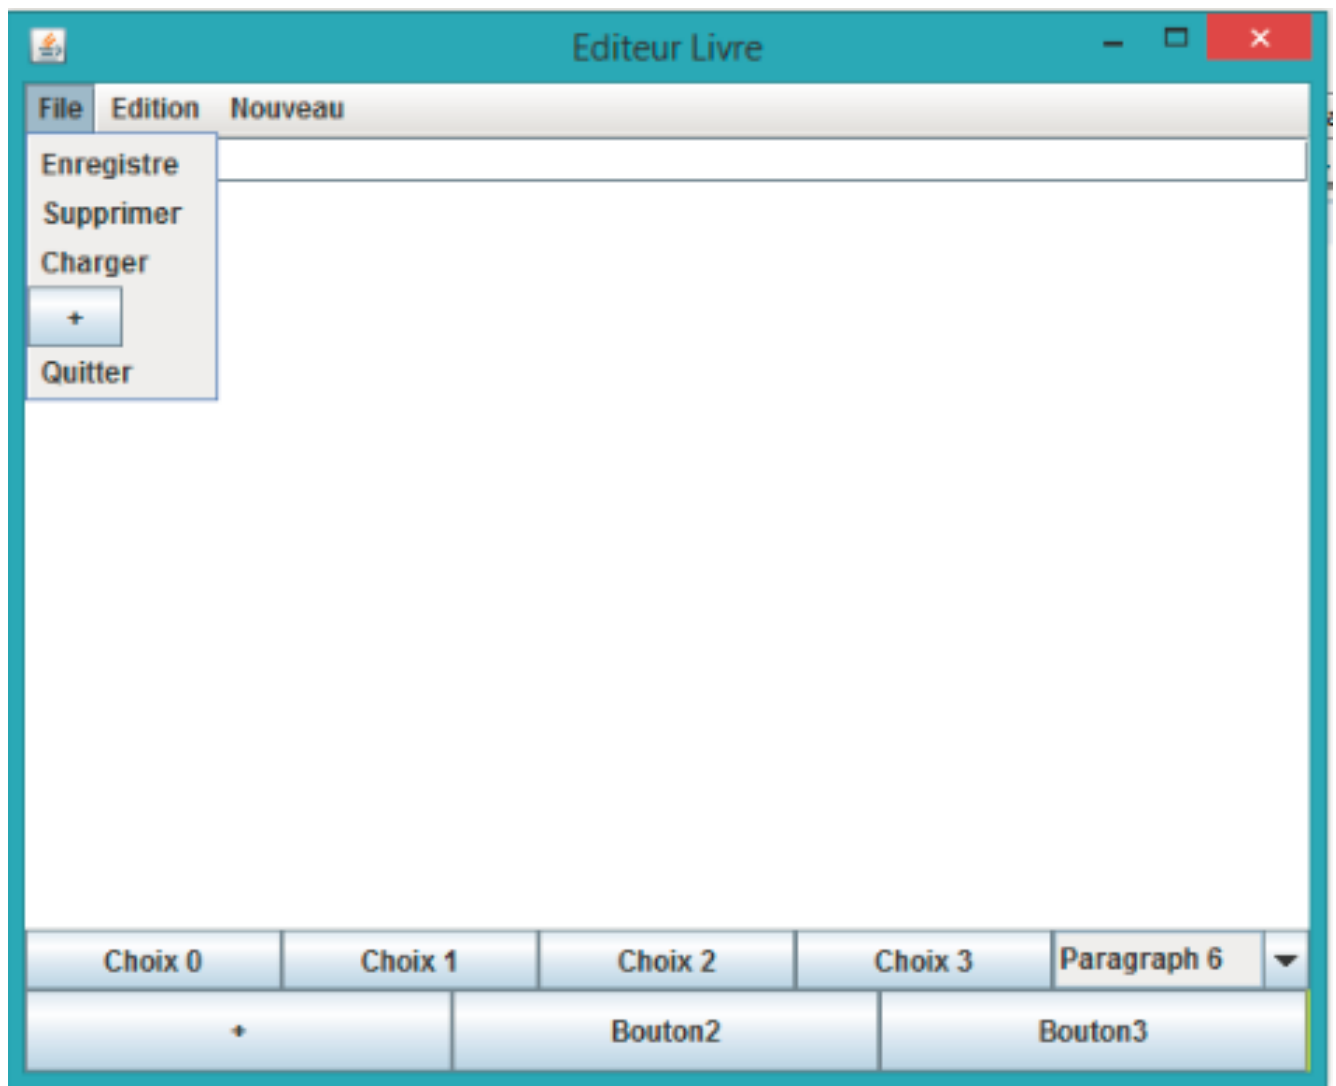 Editeur Livre
File Edition Nouveau
Enregistre
Supprimer
Charger
+
Quitter
Choix 0 Choix 1 Choix 2 Choix 3 Paragraph 6
+ Bouton2 Bouton3